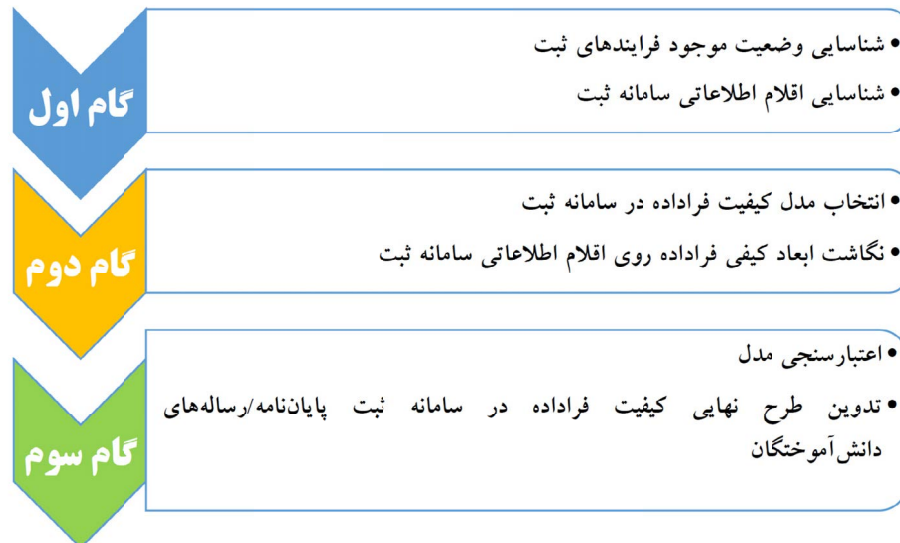 گام اول
• شناسایی وضعیت موجود فرایندهای ثبت
• شناسایی اقلام اطلاعاتی سامانه ثبت
گام دوم
• انتخاب مدل کیفیت فراداده در سامانه ثبت
• نگاشت ابعاد کیفی فراداده روی اقلام اطلاعاتی سامانه ثبت
گام سوم
• اعتبارسنجی مدل
• تدوین طرح نهایی کیفیت فراداده در سامانه ثبت پایان‌نامه/رساله‌های
دانش‌آموختگان